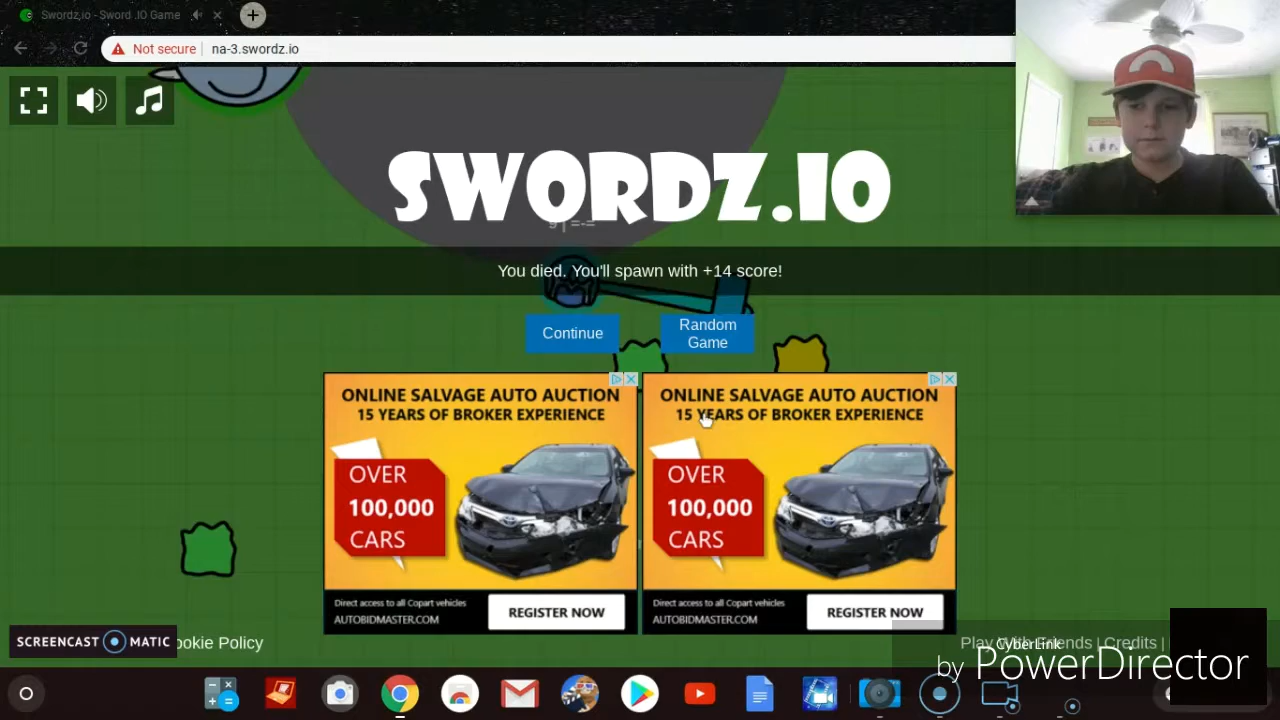 Swordz.io - Sword .IO Game
Not secure
na-3.swordz.io
SWORDZ.IO
You died. You'll spawn with +14 score!
Continue
Random
Game
ONLINE SALVAGE AUTO AUCTION
15 YEARS OF BROKER EXPERIENCE
OVER
100,000
CARS
Direct access to all Copart vehicles
AUTOBIDMASTER.COM
REGISTER NOW
ONLINE SALVAGE AUTO AUCTION
15 YEARS OF BROKER EXPERIENCE
OVER
100,000
CARS
Direct access to all Copart vehicles
AUTOBIDMASTER.COM
REGISTER NOW
SCREENCAST MATIC
ookie Policy
Play With Friends | Credits |
CyberLink
by PowerDirector